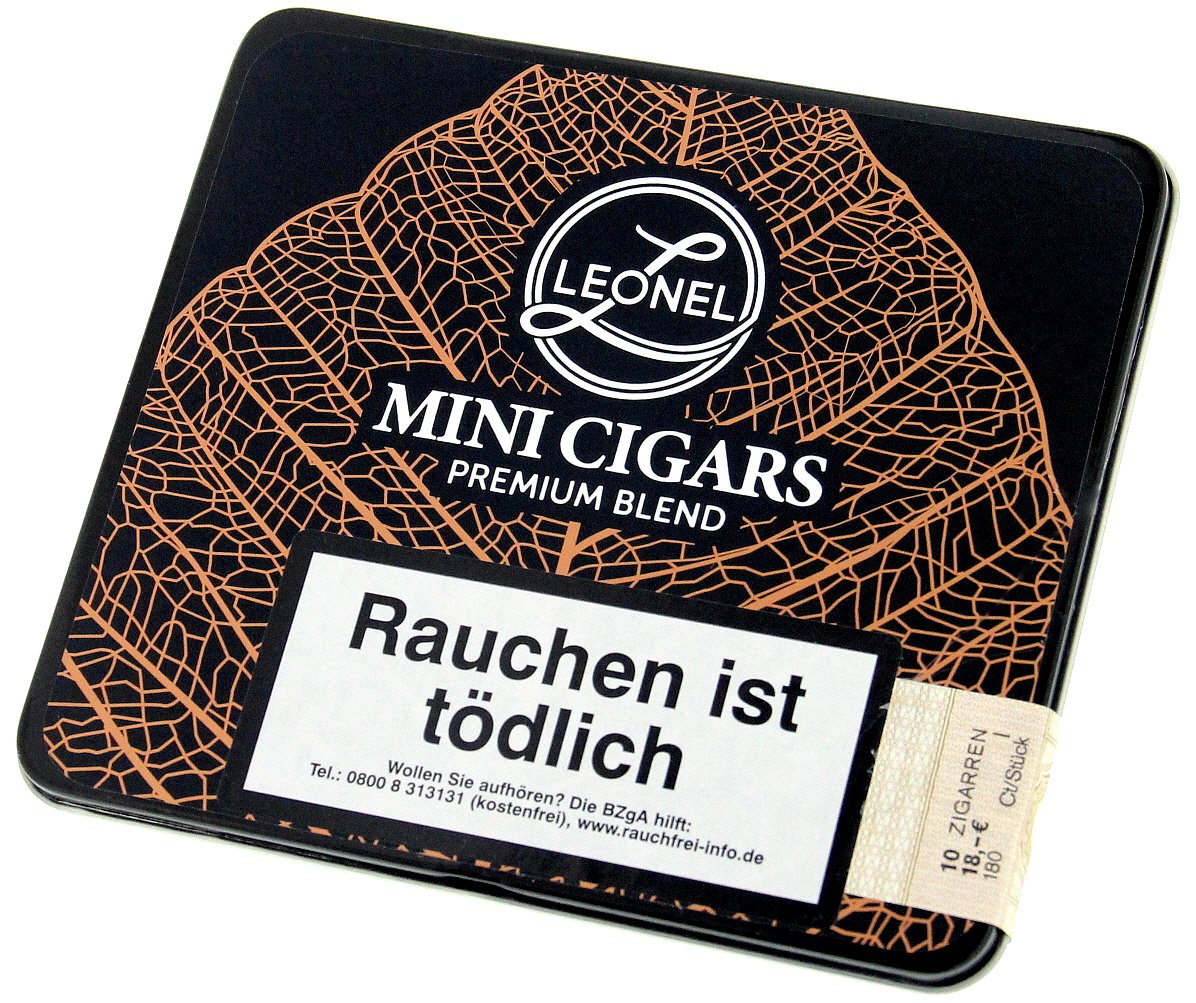 LEONEL
MINI CIGARS
PREMIUM BLEND
Rauchen ist
tödlich
Wollen Sie aufhören? Die BZgA hilft:
Tel.: 0800 8 313131 (kostenfrei), www.rauchfrei-info.de
10 ZIGARREN
18,-€ I
180 Ct/Stück